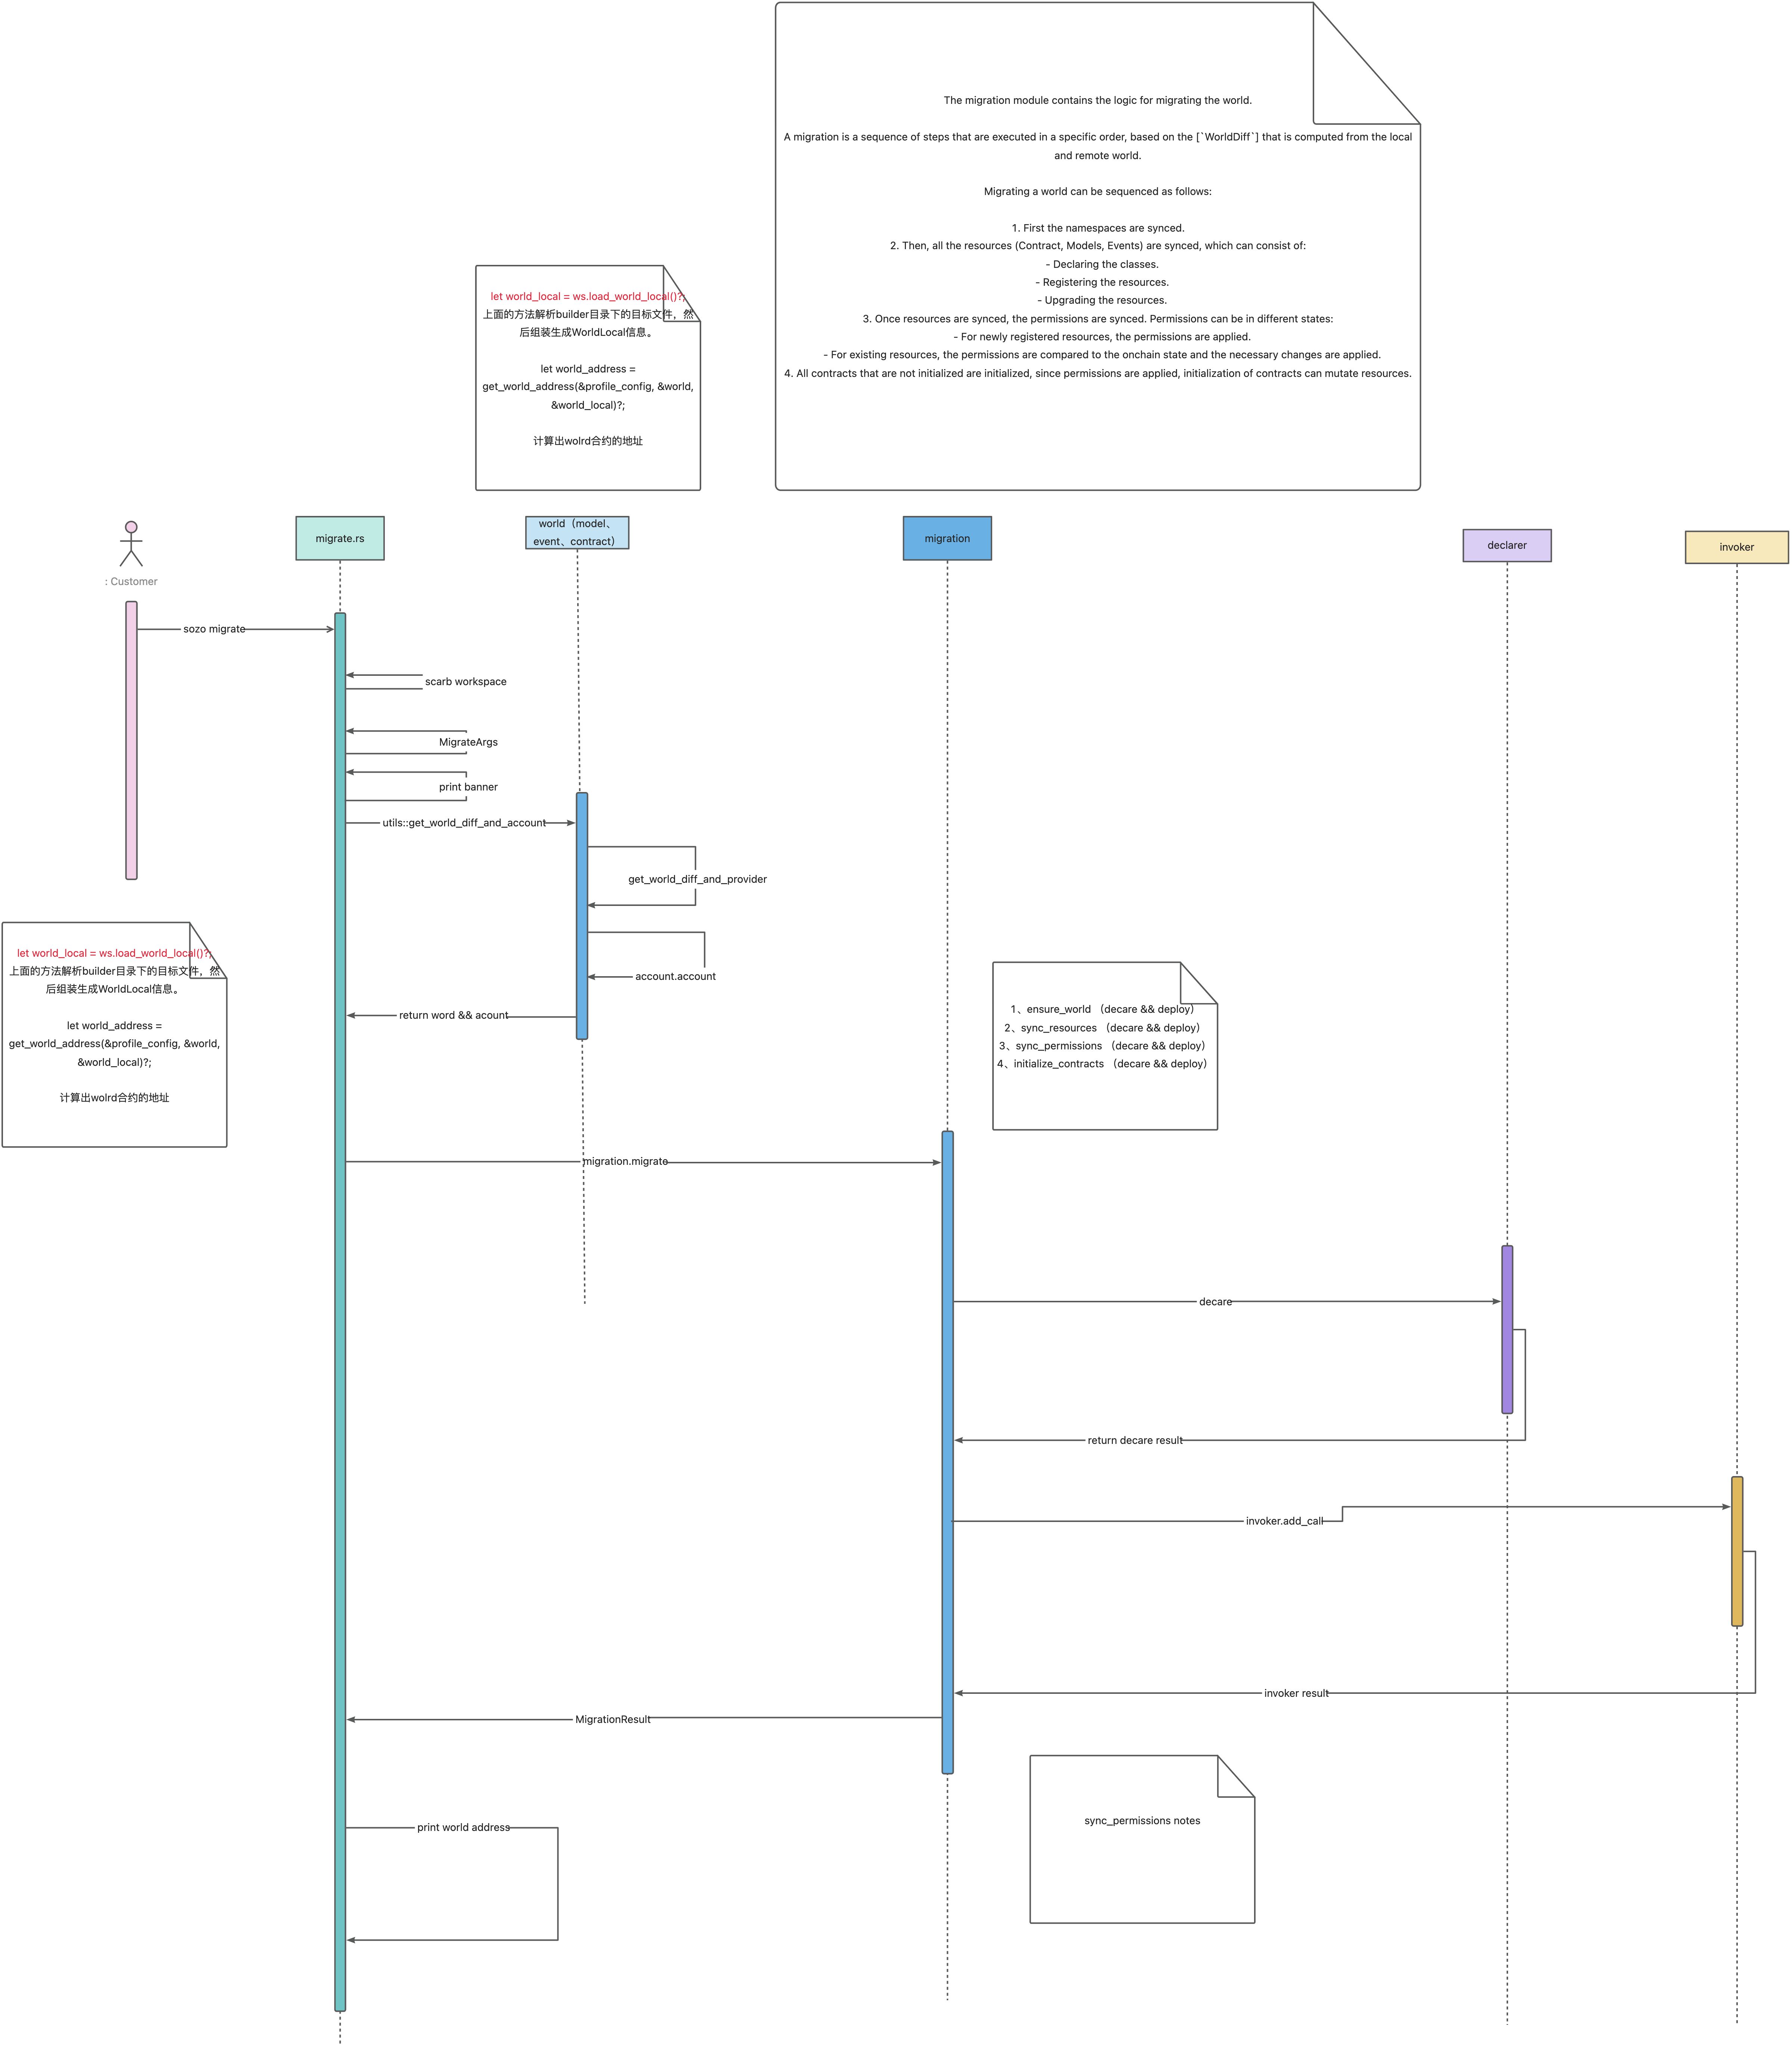 The migration module contains the logic for migrating the world.
A migration is a sequence of steps that are executed in a specific order, based on the [`WorldDiff`] that is computed from the local
and remote world.
Migrating a world can be sequenced as follows:
1. First the namespaces are synced.
2. Then, all the resources (Contract, Models, Events) are synced, which can consist of:
- Declaring the classes.
- Registering the resources.
- Upgrading the resources.
3. Once resources are synced, the permissions are synced. Permissions can be in different states:
- For newly registered resources, the permissions are applied.
- For existing resources, the permissions are compared to the onchain state and the necessary changes are applied.
4. All contracts that are not initialized are initialized, since permissions are applied, initialization of contracts can mutate resources.
let world_local = ws.load_world_local()?;
上面的方法解析builder目录下的目标文件，然
后组装生成WorldLocal信息。
let world_address =
get_world_address(&profile_config, &world,
&world_local)?;
计算出wolrd合约的地址
: Customer
migrate.rs
world（model、
event、contract）
migration
declarer
invoker
sozo migrate
scarb workspace
MigrateArgs
print banner
utils::get_world_diff_and_account
get_world_diff_and_provider
account.account
return word && acount
let world_local = ws.load_world_local()?;
上面的方法解析builder目录下的目标文件，然
后组装生成WorldLocal信息。
let world_address =
get_world_address(&profile_config, &world,
&world_local)?;
计算出wolrd合约的地址
1、ensure_world （decare && deploy）
2、sync_resources （decare && deploy）
3、sync_permissions （decare && deploy）
4、initialize_contracts （decare && deploy）
migration.migrate
decare
return decare result
invoker.add_call
invoker result
MigrationResult
sync_permissions notes
print world address